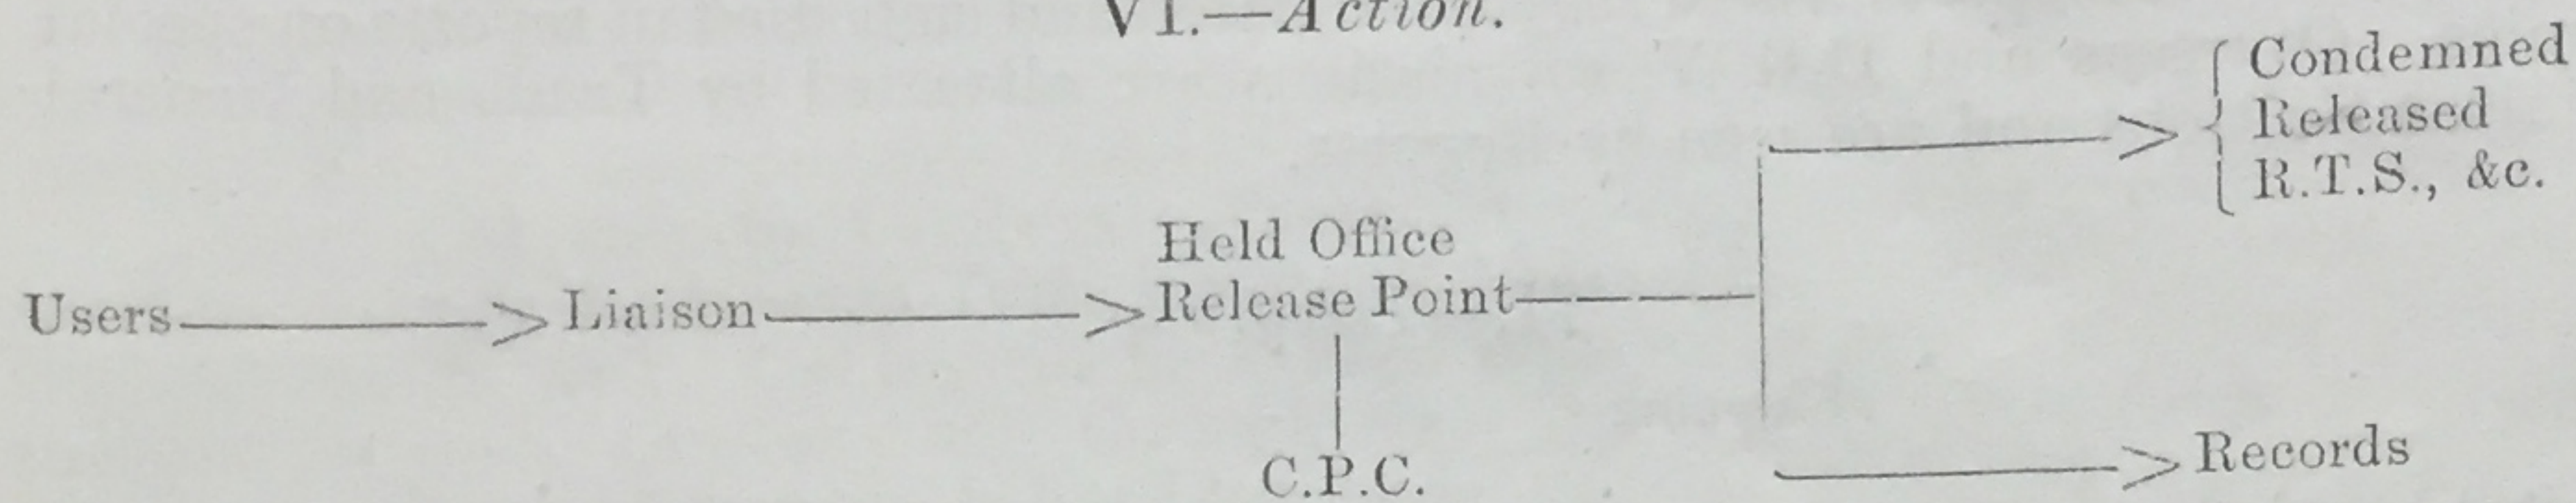 VI.—Action.
Condemned
Released
R.T.S., &c.
Held Office
Users Liaison Release Point
C.P.C.
Records